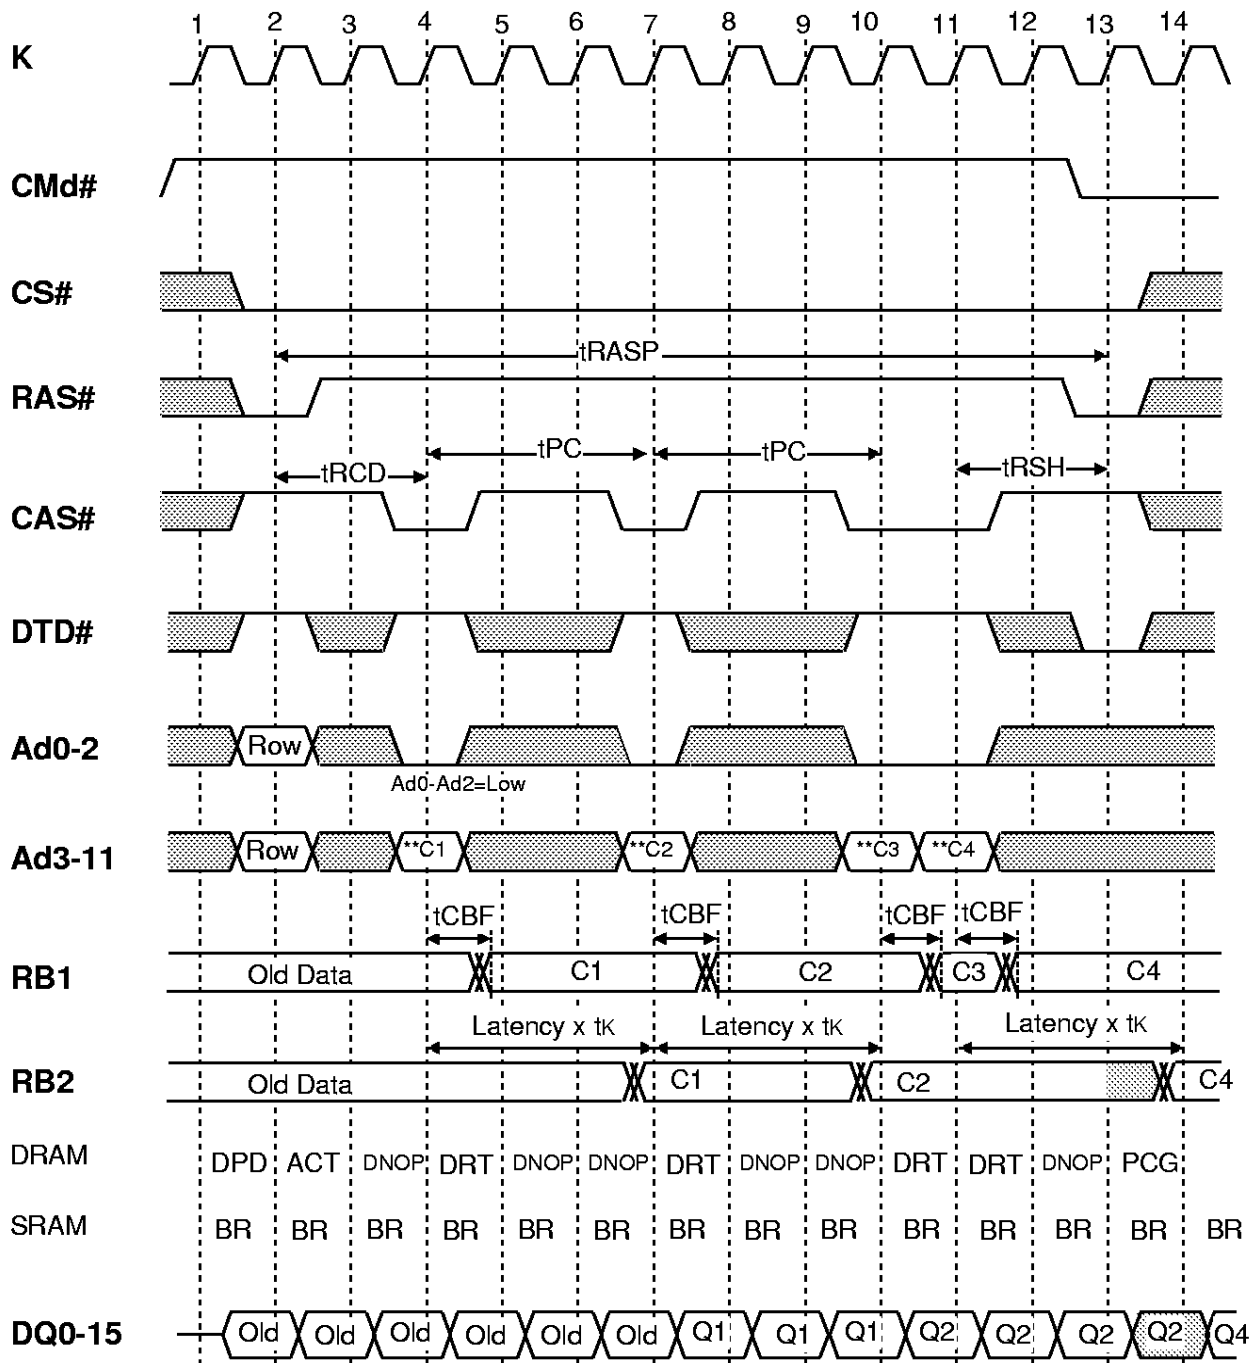 1 2 3 4 5 6 7 8 9 10 11 12 13 14
K
CMd#
CS#
tRASP
RAS#
tPC tPC
tRCD tRSH
CAS#
DTD#
Ad0-2 Row
Ad0-Ad2=Low
Ad3-11 Row **C1 **C2 **C3 **C4
tCBF tCBF tCBF tCBF
RB1 Old Data C1 C2 C3 C4
Latency x tK Latency x tK Latency x tK
RB2 Old Data C1 C2 C4
DRAM DPD ACT DNOP DRT DNOP DNOP DRT DNOP DNOP DRT DRT DNOP PCG
SRAM BR BR BR BR BR BR BR BR BR BR BR BR BR BR
DQ0-15 Old Old Old Old Old Old Q1 Q1 Q1 Q2 Q2 Q2 Q2 Q4